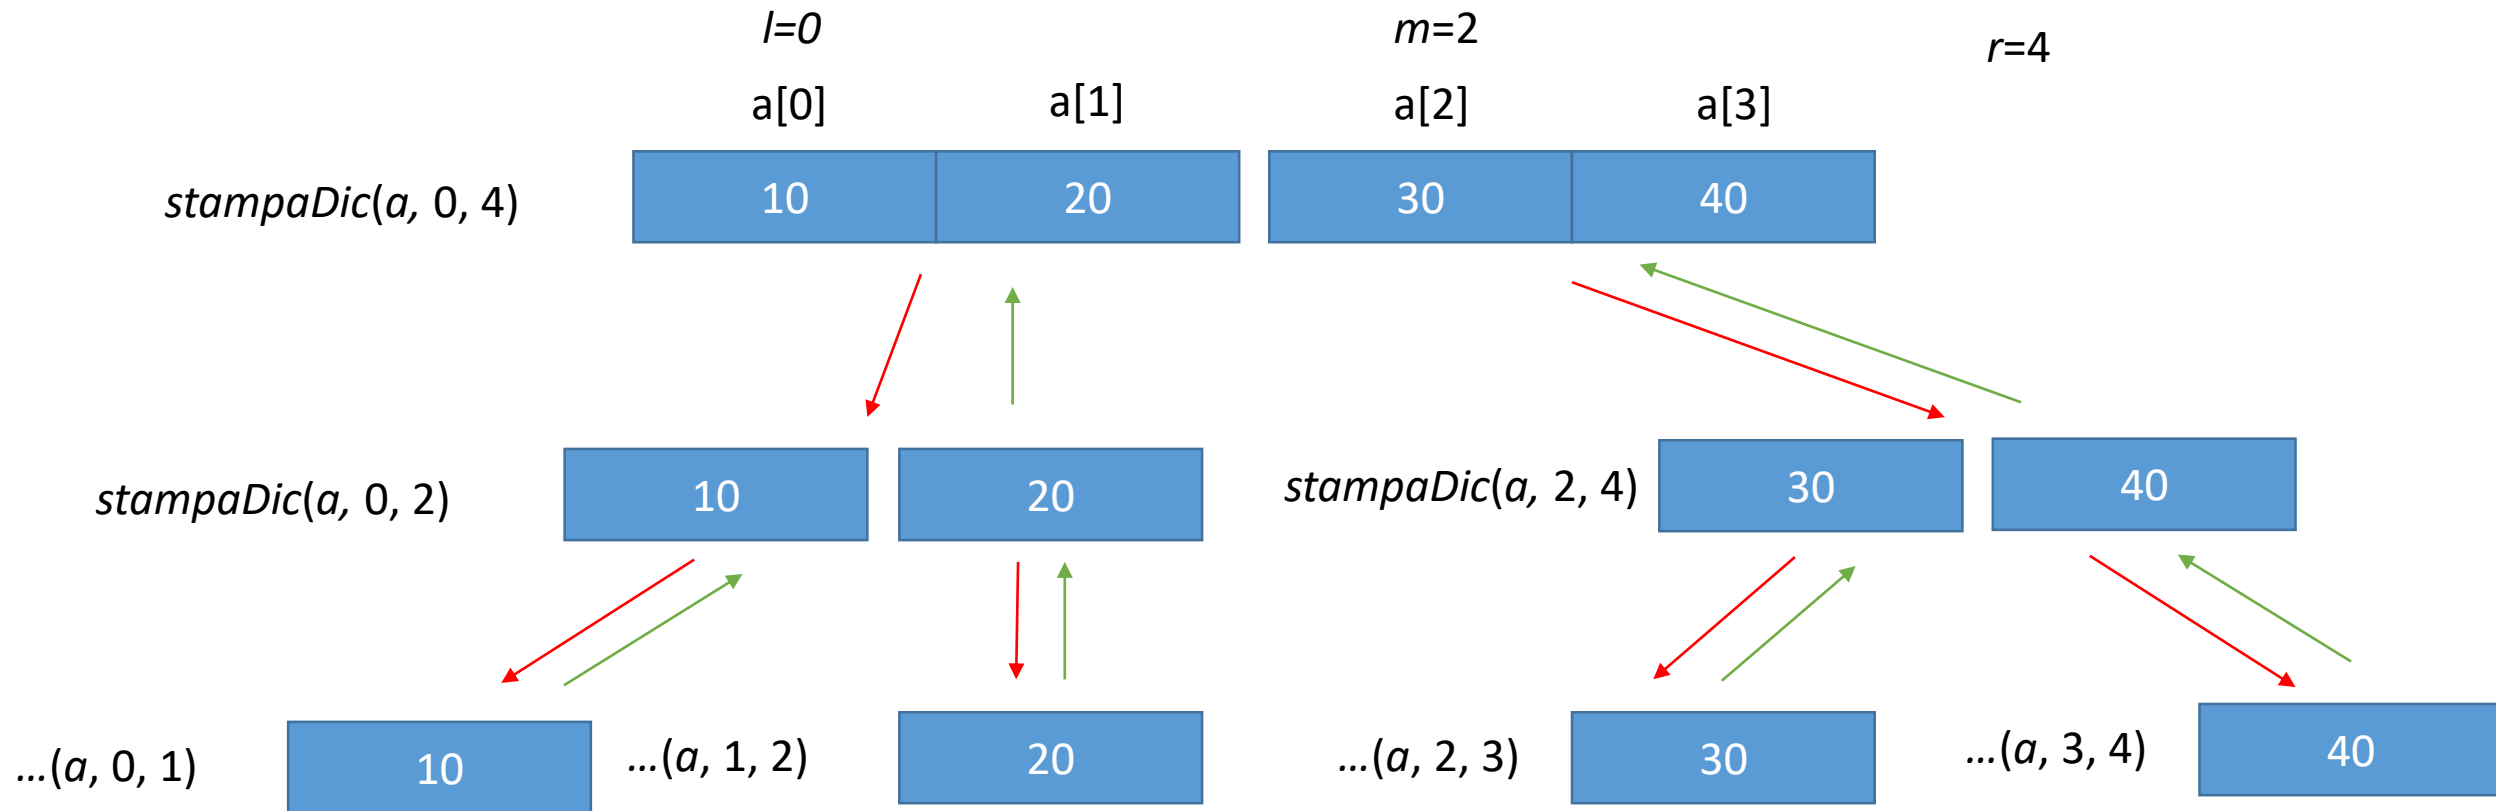 l=0 m=2 r=4
a[0] a[1] a[2] a[3]
stampaDic(a, 0, 4) 10 20 30 40
stampaDic(a, 0, 2) 10 20 stampaDic(a, 2, 4) 30 40
...(a, 0, 1) 10 ...(a, 1, 2) 20 ...(a, 2, 3) 30 ...(a, 3, 4) 40